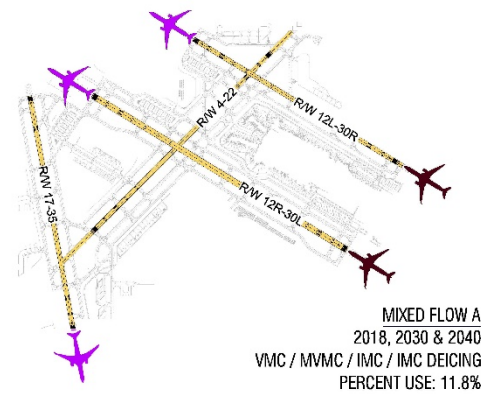 R/W 4-22
R/W 12L-30R
R/W 17-35
R/W 12R-30L
MIXED FLOW A
2018, 2030 & 2040
VMC / MVMC / IMC / IMC DEICING
PERCENT USE: 11.8%